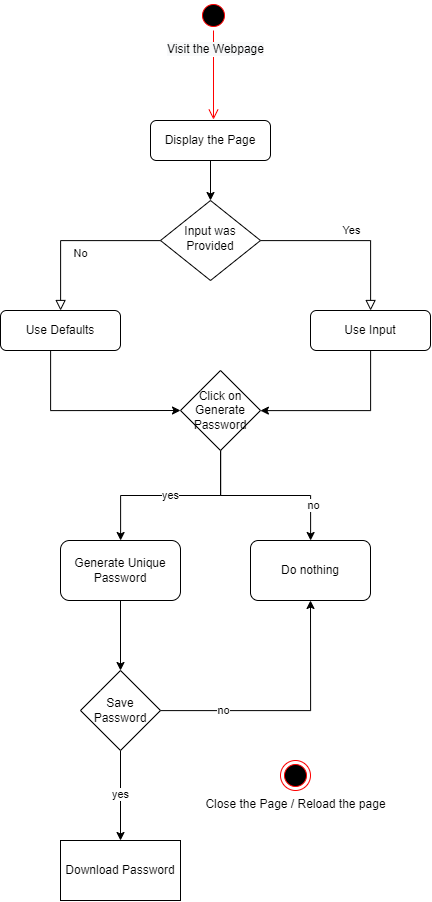 Visit the Webpage
Display the Page
Input was
Provided
Yes
No
Use Defaults
Use Input
Click on
Generate
Password
yes
no
Generate Unique
Password
Do nothing
Save
Password
no
yes
Close the Page / Reload the page
Download Password